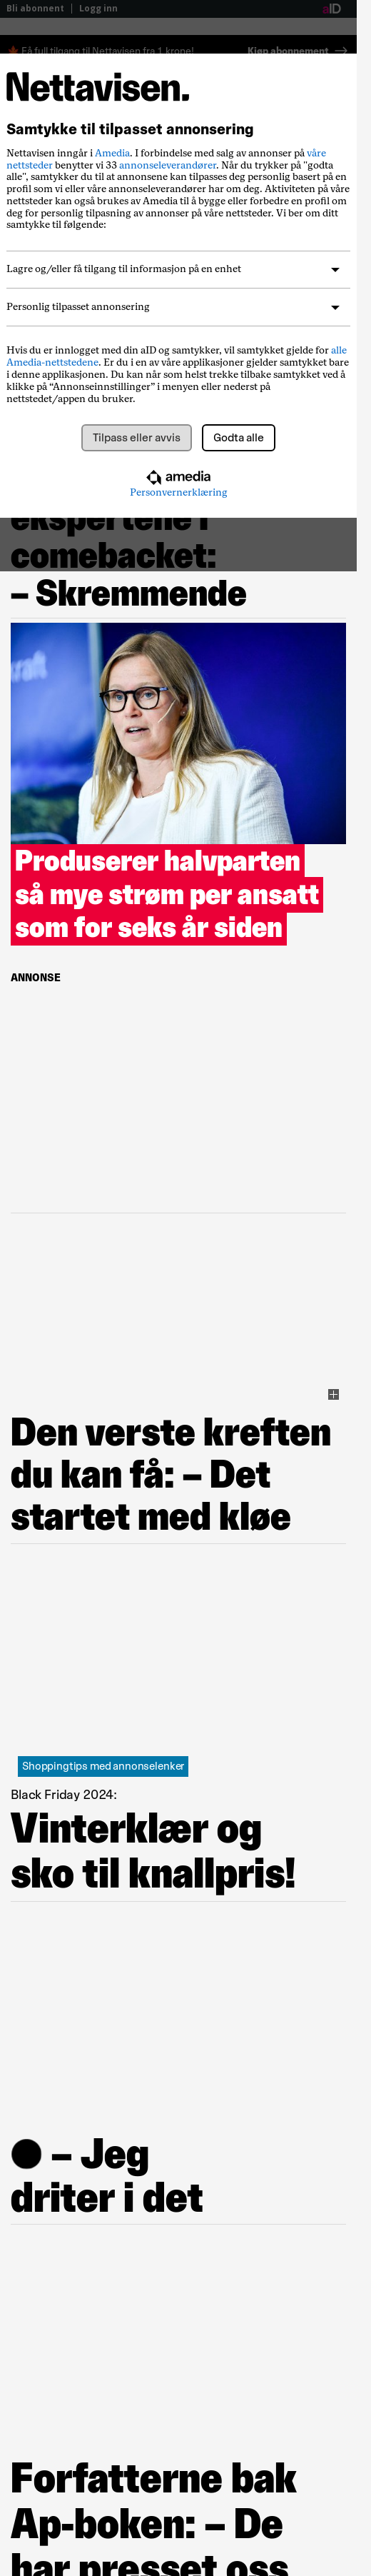 Bli abonnent | Logg inn
aID
Få full tilgang til Nettavisen fra 1 krone!
Kjøp abonnement
Nettavisen.
Samtykke til tilpasset annonsering
Nettavisen inngår i Amedia. I forbindelse med salg av annonser på våre
nettsteder benytter vi 33 annonseleverandører. Når du trykker "godta
alle", samtykker du til at annonsene kan tilpasses deg personlig basert på en
profil som vi eller våre annonseleverandører har om deg. Aktiviteten på våre
nettsteder kan også brukes av Amedia til å bygge eller forbedre en profil om
deg for personlig tilpasning av annonser på våre nettsteder. Vi ber om ditt
samtykke til følgende:
Lagre og/eller få tilgang til informasjon på en enhet
Personlig tilpasset annonsering
Hvis du er innlogget med din aID og samtykker, vil samtykket gjelde for alle
Amedia-nettstedene. Er du i en av våre applikasjoner gjelder samtykket bare
i denne applikasjonen. Du kan når som helst trekke tilbake samtykket ved å
klikke på “Annonseinnstillinger” i menyen eller nederst på
nettstedet/appen du bruker.
Tilpass eller avvis
Godta alle
amedia
Personvernerklæring
ekspertene i
comebacket:
– Skremmende
raft
Produserer halvparten
så mye strøm per ansatt
som for seks år siden
ANNONSE
Den verste kreften
du kan få: – Det
startet med kløe
Shoppingtips med annonselenker
Black Friday 2024:
Vinterklær og
sko til knallpris!
– Jeg
driter i det
Forfatterne bak
Ap-boken: – De
har presset oss